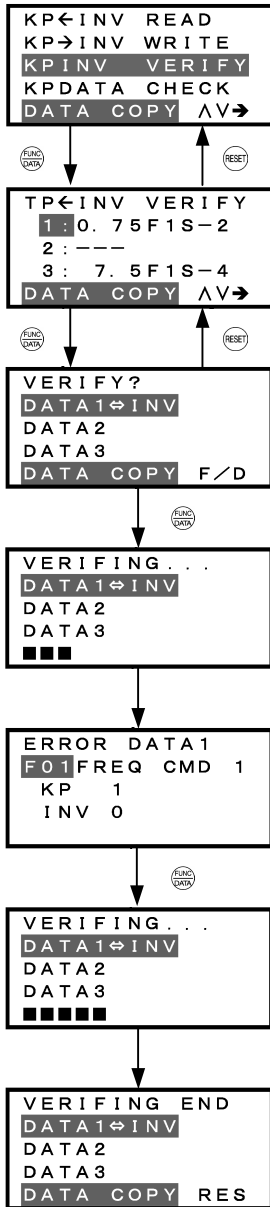 KP←INV READ
KP→INV WRITE
KPINV VERIFY
KPDATA CHECK
DATA COPY ∧∨→
FUNC DATA
RESET
TP←INV VERIFY
1:0.75F1S−2
2:−−−
3: 7.5F1S−4
DATA COPY ∧∨→
FUNC DATA
RESET
VERIFY?
DATA1⇔INV
DATA2
DATA3
DATA COPY F/D
FUNC DATA
VERIFING...
DATA1⇔INV
DATA2
DATA3
■■■
ERROR DATA1
F01FREQ CMD 1
KP 1
INV 0
FUNC DATA
VERIFING...
DATA1⇔INV
DATA2
DATA3
■■■■■
VERIFING END
DATA1⇔INV
DATA2
DATA3
DATA COPY RES